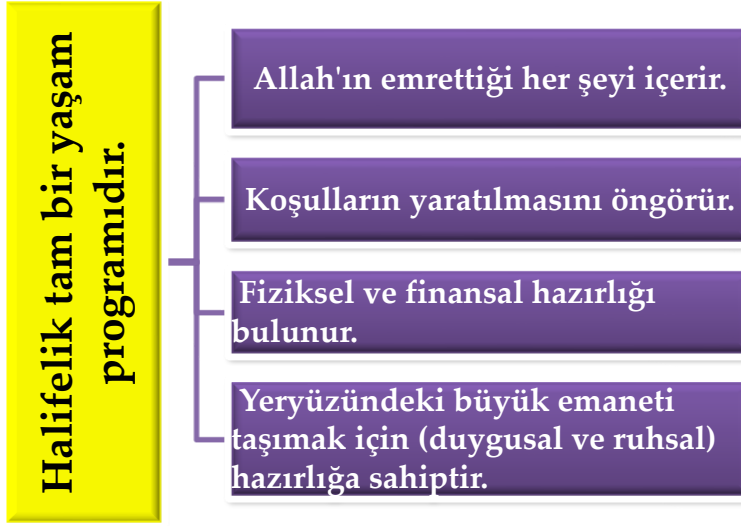 Halifelik tam bir yaşam
programıdır.
Allah'ın emrettiği her şeyi içerir.
Koşulların yaratılmasını öngörür.
Fiziksel ve finansal hazırlığı
bulunur.
Yeryüzündeki büyük emaneti
taşımak için (duygusal ve ruhsal)
hazırlığa sahiptir.